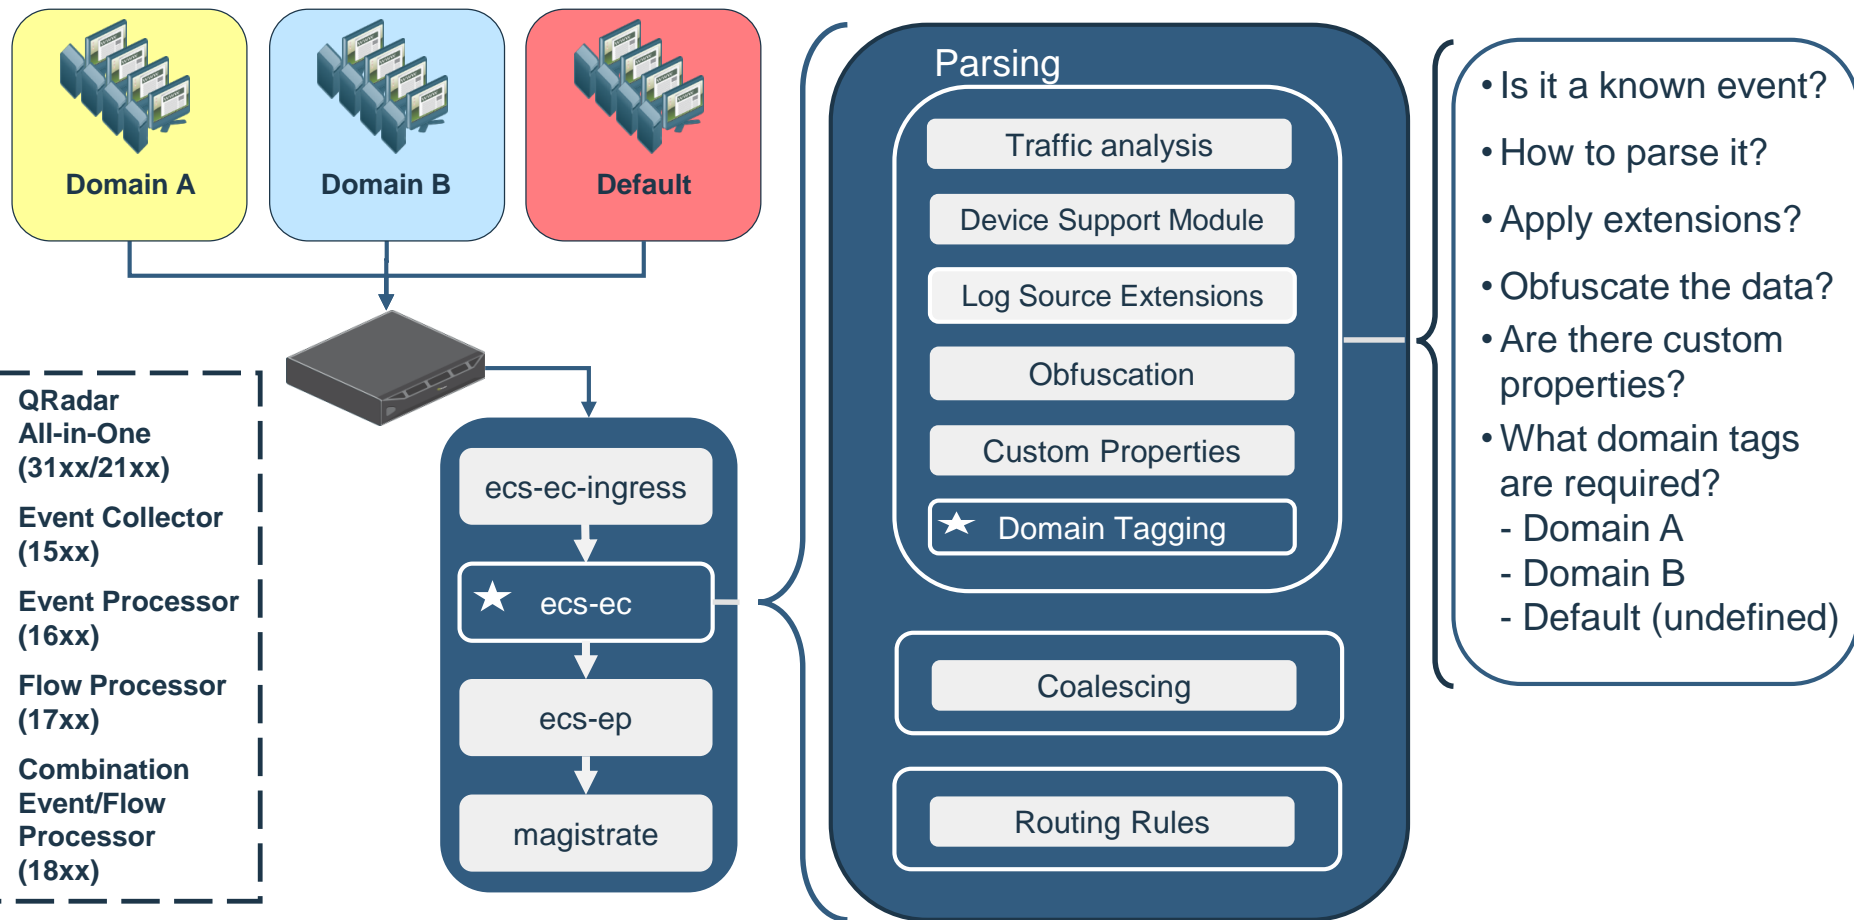 Domain A
Domain B
Default
QRadar
All-in-One
(31xx/21xx)
Event Collector
(15xx)
Event Processor
(16xx)
Flow Processor
(17xx)
Combination
Event/Flow
Processor
(18xx)
ecs-ec-ingress
ecs-ec
ecs-ep
magistrate
Parsing
Traffic analysis
Device Support Module
Log Source Extensions
Obfuscation
Custom Properties
Domain Tagging
Coalescing
Routing Rules
• Is it a known event?
• How to parse it?
• Apply extensions?
• Obfuscate the data?
• Are there custom
properties?
• What domain tags
are required?
- Domain A
- Domain B
- Default (undefined)